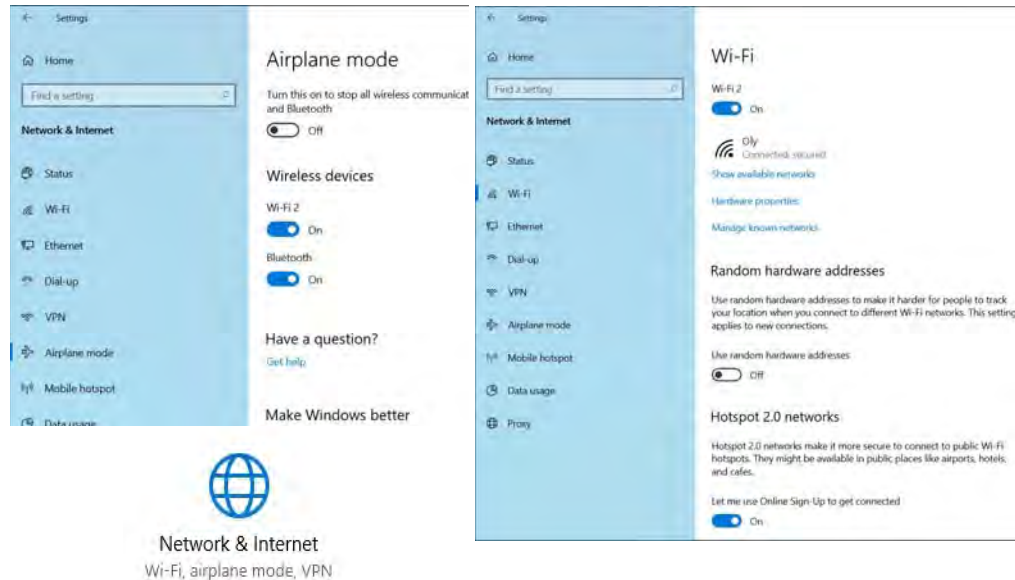 Settings
Home
Find a setting
Network & Internet
Status
Wi-Fi
Ethernet
Dial-up
VPN
Airplane mode
Mobile hotspot
Data usage
Airplane mode
Turn this on to stop all wireless communicat
and Bluetooth
Off
Wireless devices
Wi-Fi 2
On
Bluetooth
On
Have a question?
Get help
Make Windows better
Network & Internet
Wi-Fi, airplane mode, VPN
Settings
Home
Find a setting
Network & Internet
Status
Wi-Fi
Ethernet
Dial-up
VPN
Airplane mode
Mobile hotspot
Data usage
Proxy
Wi-Fi
Wi-Fi 2
On
Oly
Connected, secured
Show available networks
Hardware properties
Manage known networks
Random hardware addresses
Use random hardware addresses to make it harder for people to track
your location when you connect to different Wi-Fi networks. This setting
applies to new connections.
Use random hardware addresses
Off
Hotspot 2.0 networks
Hotspot 2.0 networks make it more secure to connect to public Wi-Fi
hotspots. They might be available in public places like airports, hotels,
and cafes.
Let me use Online Sign-Up to get connected
On